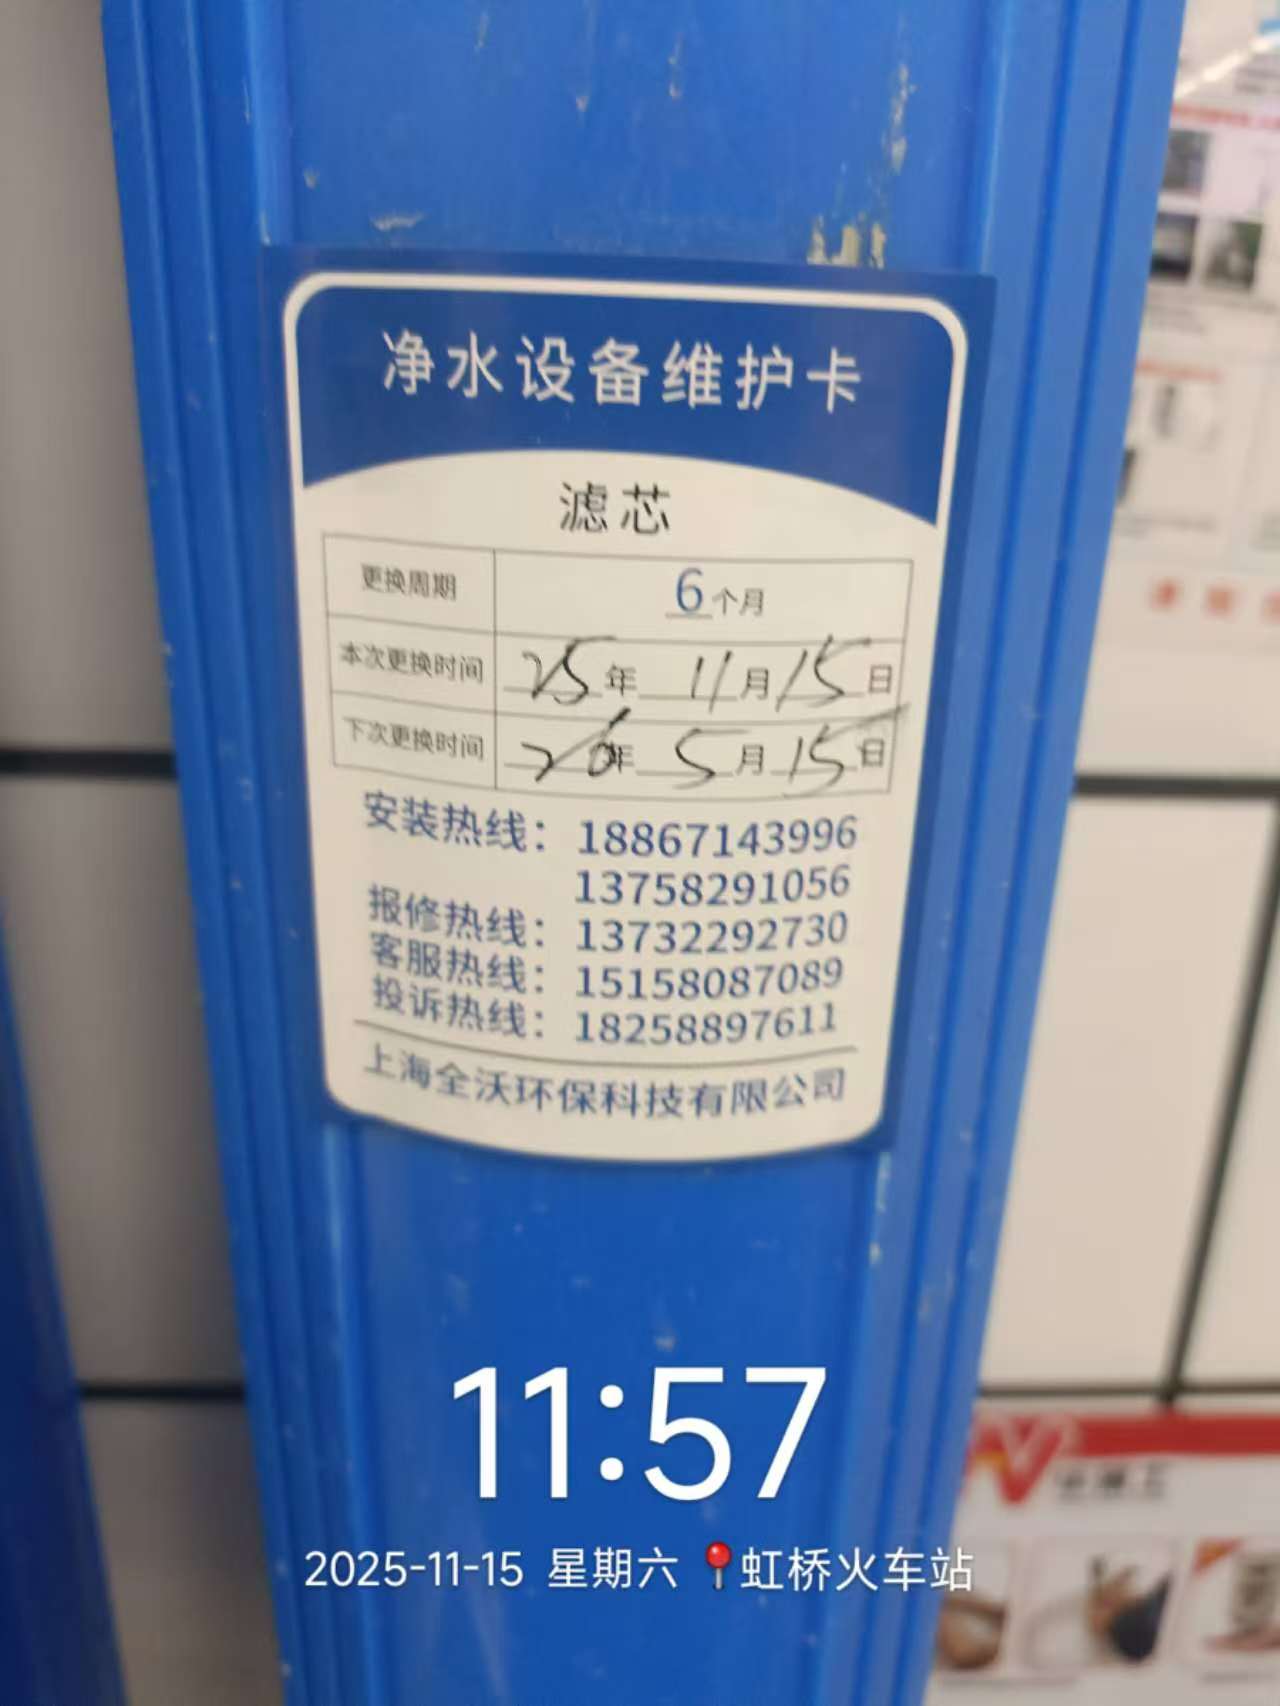 净水设备维护卡
滤芯
更换周期 6个月
本次更换时间 25年 11月15日
下次更换时间 26年 5月15日
安装热线：18867143996
13758291056
报修热线：13732292730
客服热线：15158087089
投诉热线：18258897611
上海全沃环保科技有限公司
11:57
2025-11-15 星期六 📍虹桥火车站